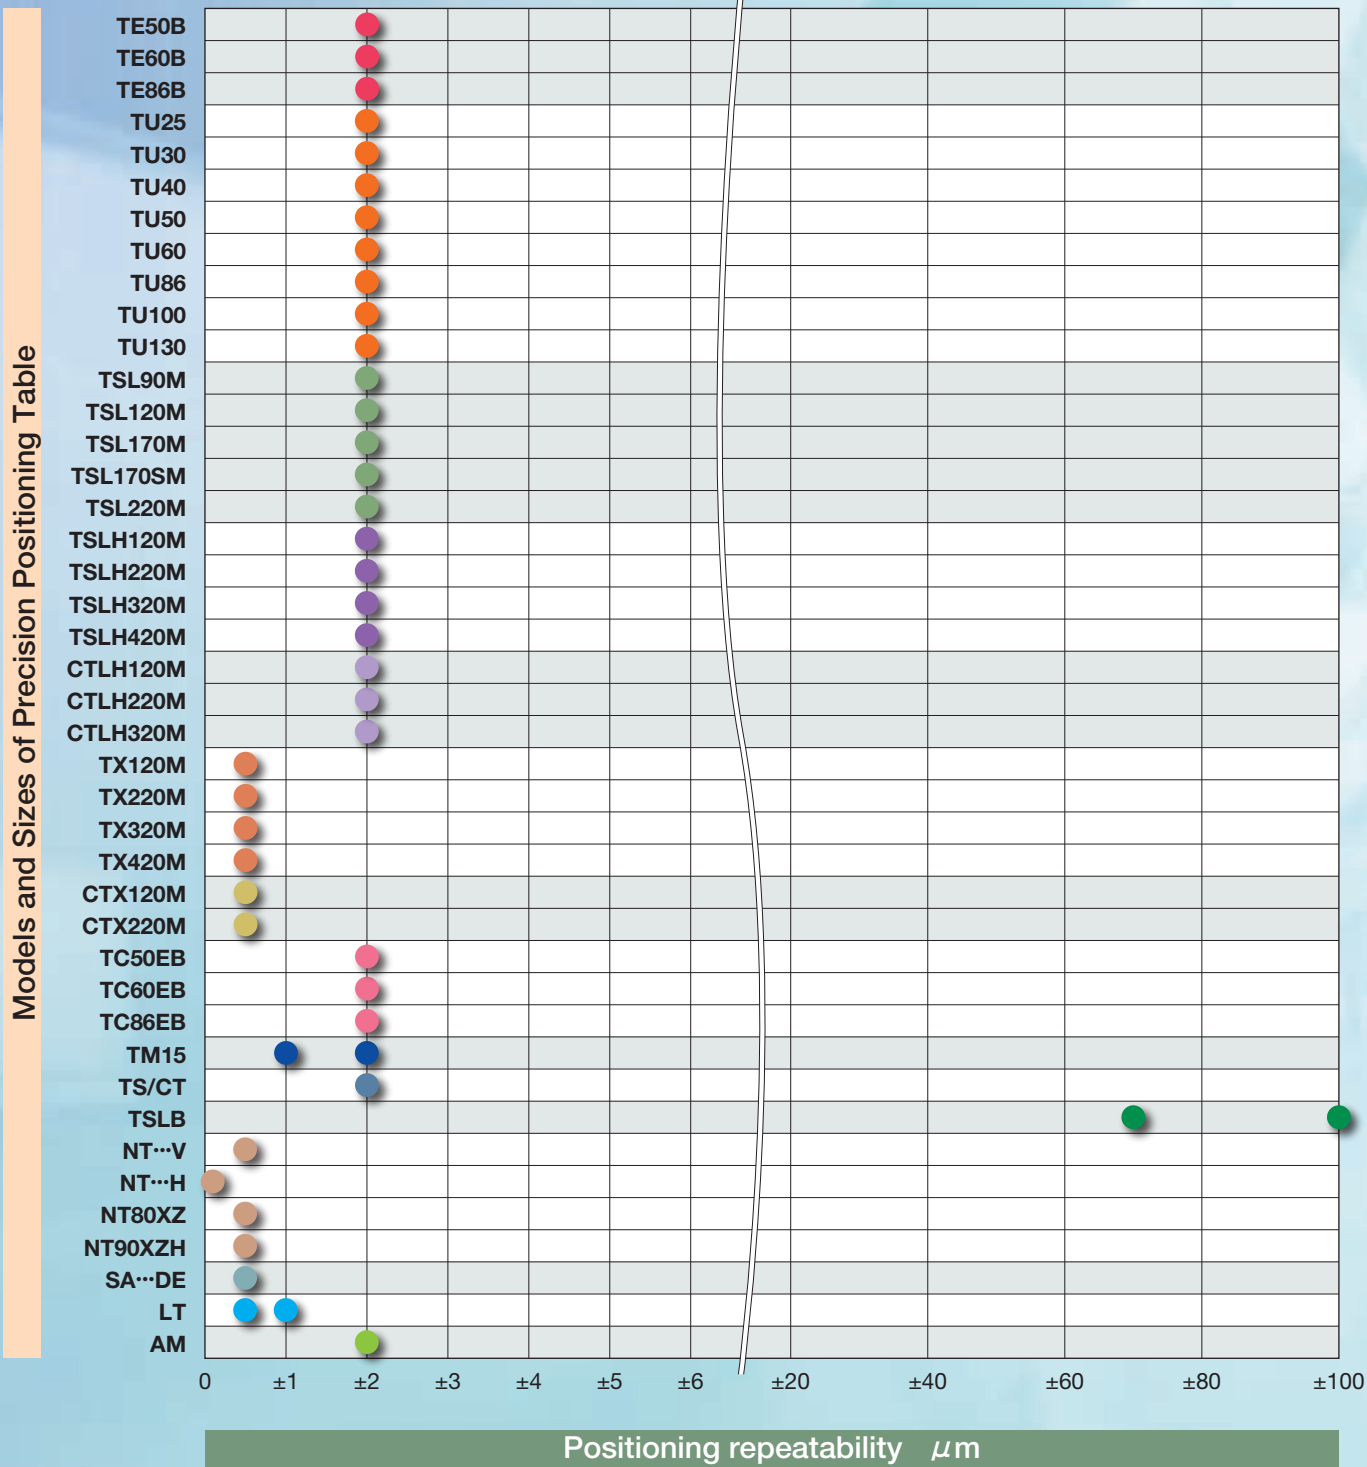 Models and Sizes of Precision Positioning Table
TE50B
TE60B
TE86B
TU25
TU30
TU40
TU50
TU60
TU86
TU100
TU130
TSL90M
TSL120M
TSL170M
TSL170SM
TSL220M
TSLH120M
TSLH220M
TSLH320M
TSLH420M
CTLH120M
CTLH220M
CTLH320M
TX120M
TX220M
TX320M
TX420M
CTX120M
CTX220M
TC50EB
TC60EB
TC86EB
TM15
TS/CT
TSLB
NT···V
NT···H
NT80XZ
NT90XZH
SA···DE
LT
AM
0 ±1 ±2 ±3 ±4 ±5 ±6 ±20 ±40 ±60 ±80 ±100
Positioning repeatability μm